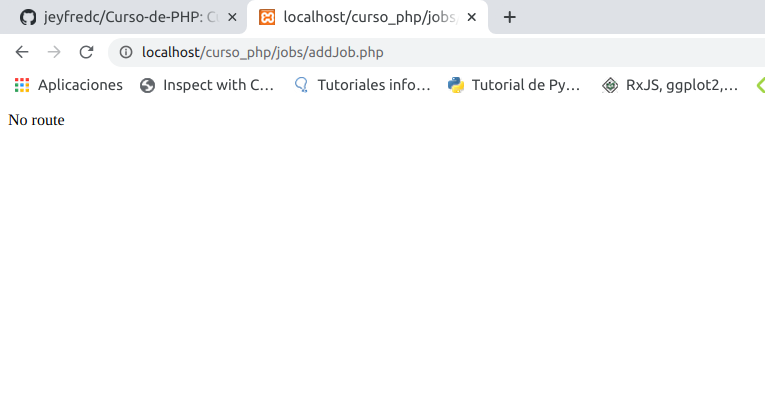 jeyfredc/Curso-de-PHP: Cu
localhost/curso_php/jobs/
localhost/curso_php/jobs/addJob.php
Aplicaciones Inspect with C... Tutoriales info... Tutorial de Py... RxJS, ggplot2,...
No route